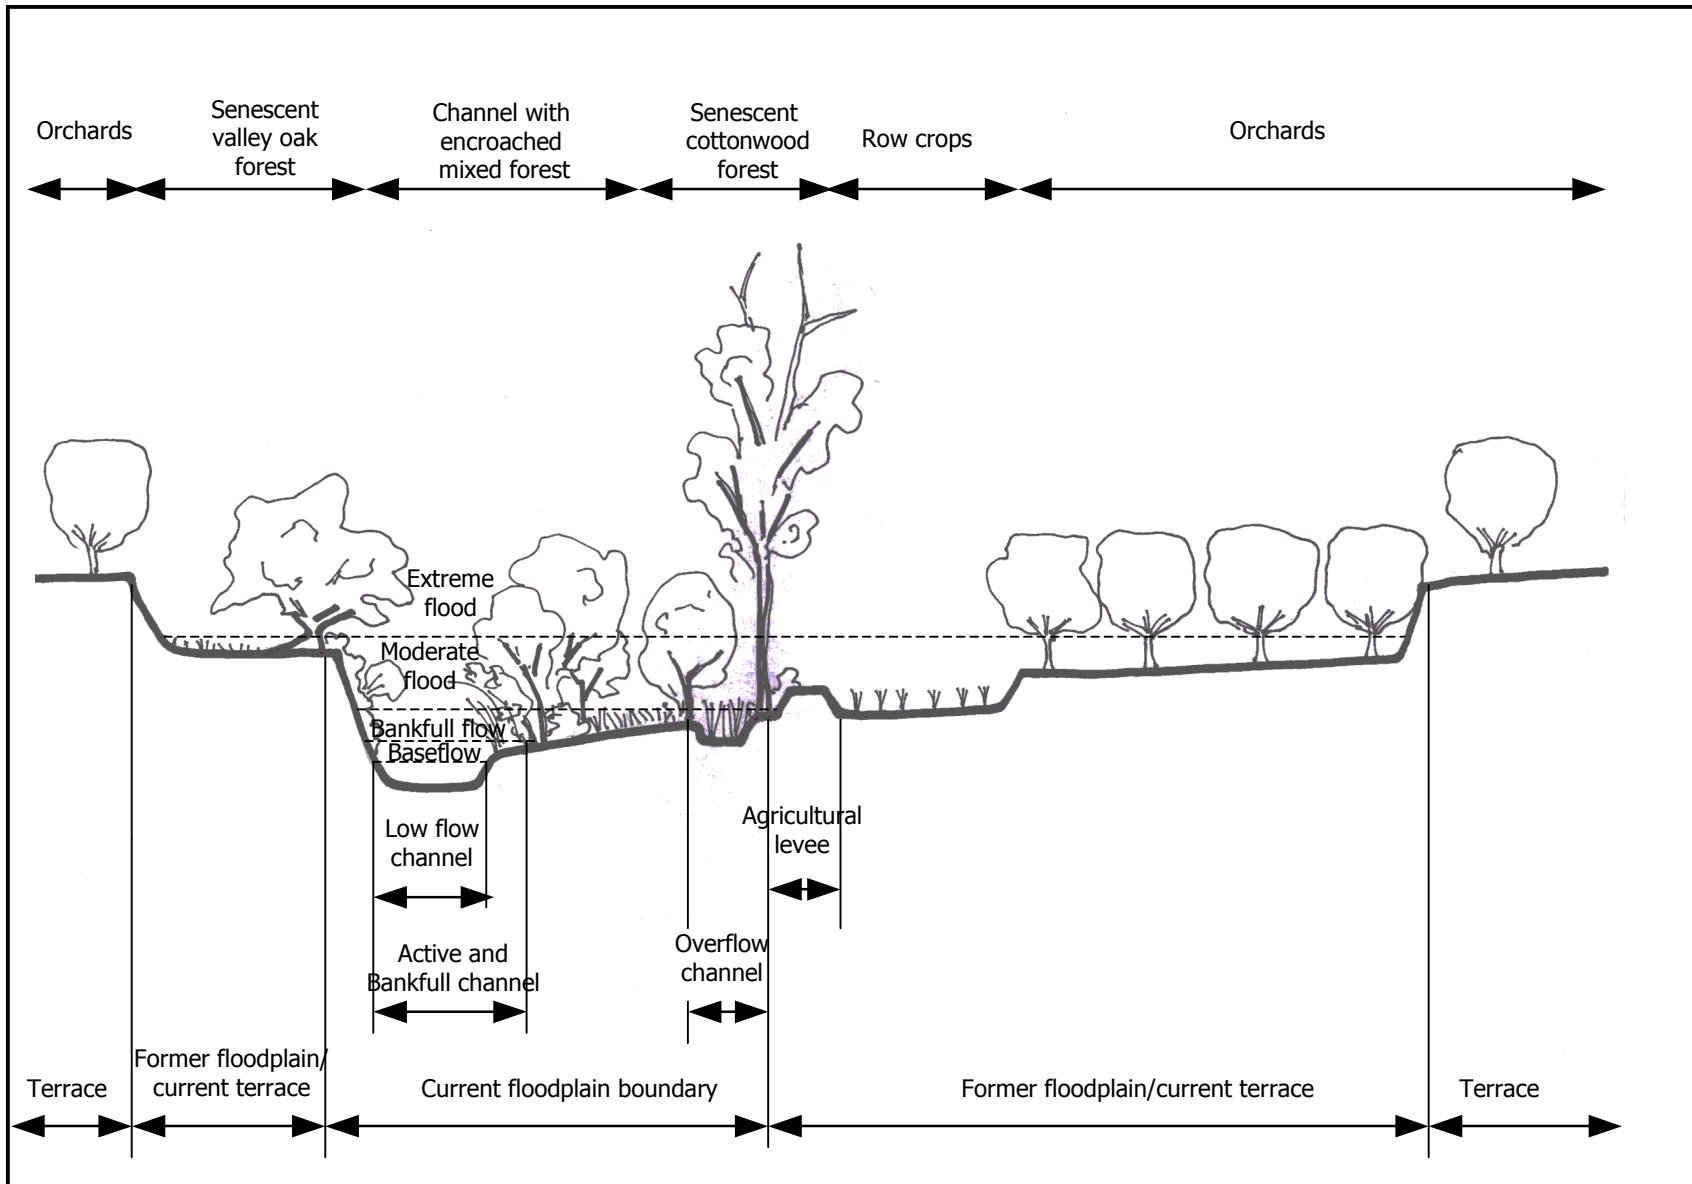 Orchards
Senescent
valley oak
forest
Channel with
encroached
mixed forest
Senescent
cottonwood
forest
Row crops
Orchards
Extreme
flood
Moderate
flood
Bankfull flow
Baseflow
Low flow
channel
Agricultural
levee
Active and
Bankfull channel
Overflow
channel
Terrace
Former floodplain/
current terrace
Current floodplain boundary
Former floodplain/current terrace
Terrace